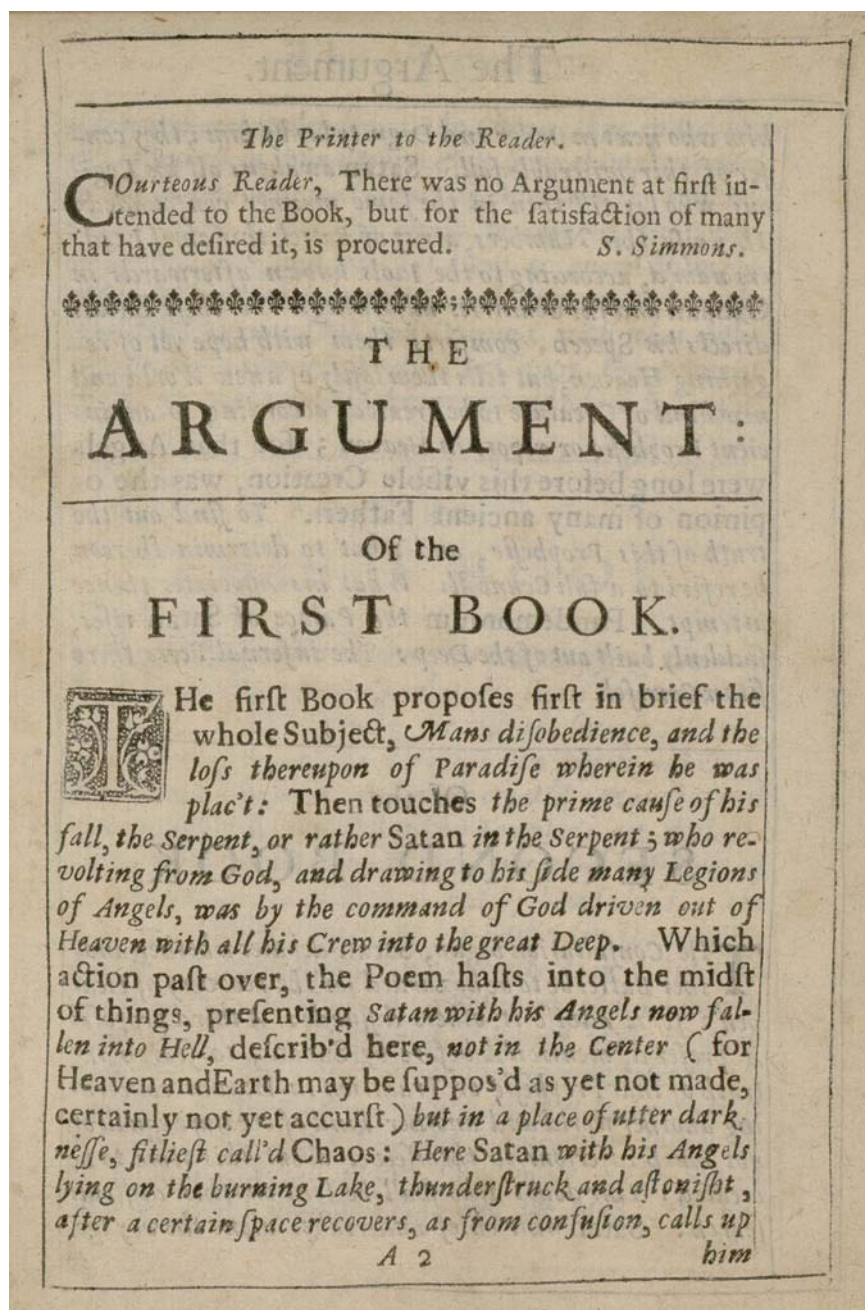 The Printer to the Reader.
COurteous Reader, There was no Argument at firſt in-
tended to the Book, but for the ſatisfaction of many
that have deſired it, is procured. S. Simmons.
THE
ARGUMENT:
Of the
FIRST BOOK.
THe firſt Book propoſes firſt in brief the
whole Subject, Mans diſobedience, and the
loſs thereupon of Paradiſe wherein he was
plac't: Then touches the prime cauſe of his
fall, the Serpent, or rather Satan in the Serpent; who re-
volting from God, and drawing to his ſide many Legions
of Angels, was by the command of God driven out of
Heaven with all his Crew into the great Deep. Which
action paſt over, the Poem haſts into the midſt
of things, preſenting Satan with his Angels now fal-
len into Hell, deſcrib'd here, not in the Center (for
Heaven and Earth may be ſuppos'd as yet not made,
certainly not yet accurſt) but in a place of utter dark
neſſe, fitlieſt call'd Chaos: Here Satan with his Angels
lying on the burning Lake, thunderſtruck and aſtoniſht,
after a certain ſpace recovers, as from confuſion, calls up
A 2 him